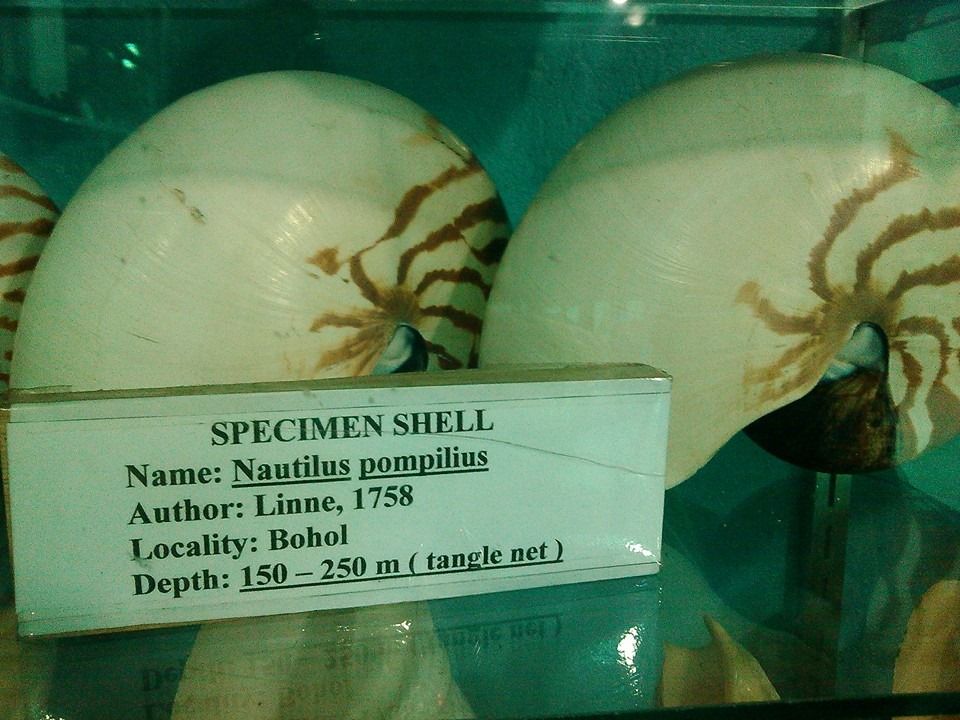 SPECIMEN SHELL
Name: Nautilus pompilius
Author: Linne, 1758
Locality: Bohol
Depth: 150 – 250 m ( tangle net )